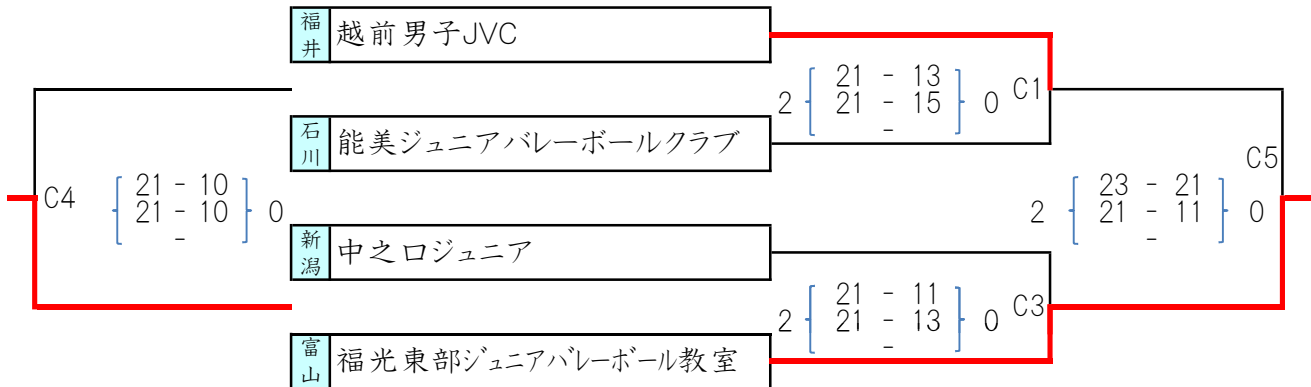 福井 越前男子JVC
2 21 - 13 0 C1
21 - 15
-
石川 能美ジュニアバレーボールクラブ
C4 21 - 10 0
21 - 10
-
C5
2 23 - 21 0
21 - 11
-
新潟 中之口ジュニア
2 21 - 11 0 C3
21 - 13
-
富山 福光東部ジュニアバレーボール教室